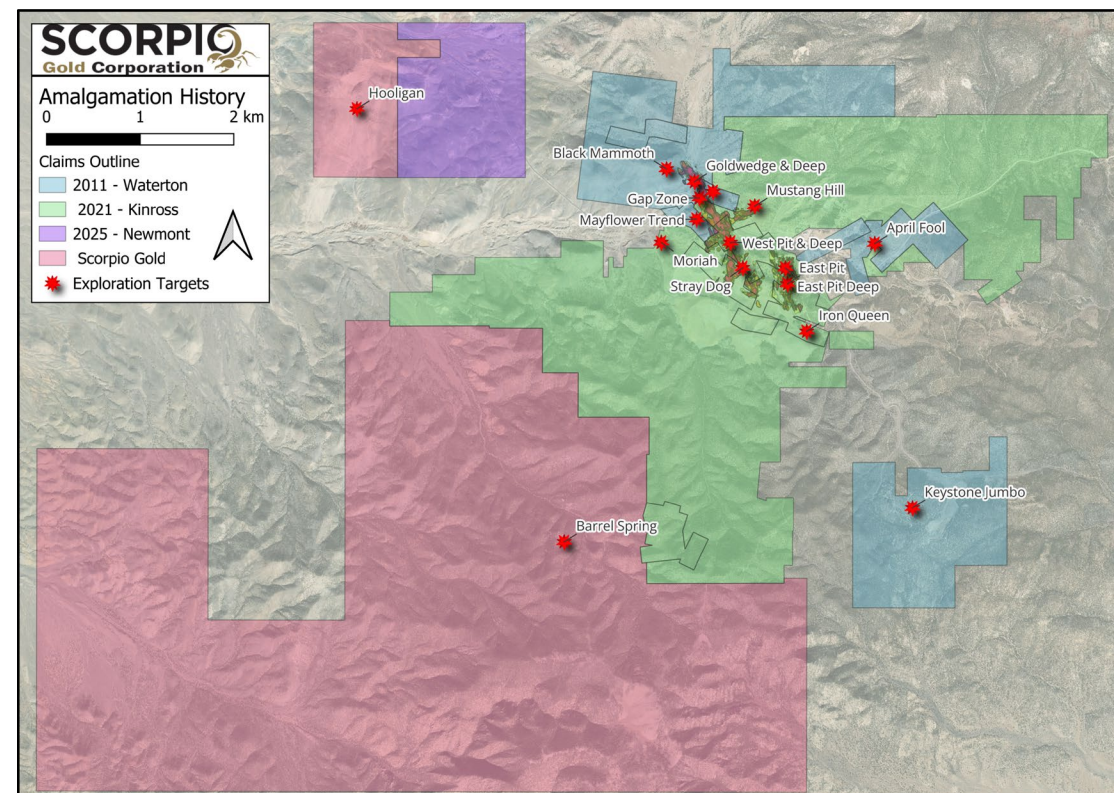 SCORPIO
Gold Corporation
Amalgamation History
0 1 2 km
Claims Outline
2011 - Waterton
2021 - Kinross
2025 - Newmont
Scorpio Gold
Exploration Targets
Hooligan
Black Mammoth
Goldwedge & Deep
Gap Zone
Mustang Hill
Mayflower Trend
West Pit & Deep
April Fool
Moriah
East Pit
Stray Dog
East Pit Deep
Iron Queen
Keystone Jumbo
Barrel Spring